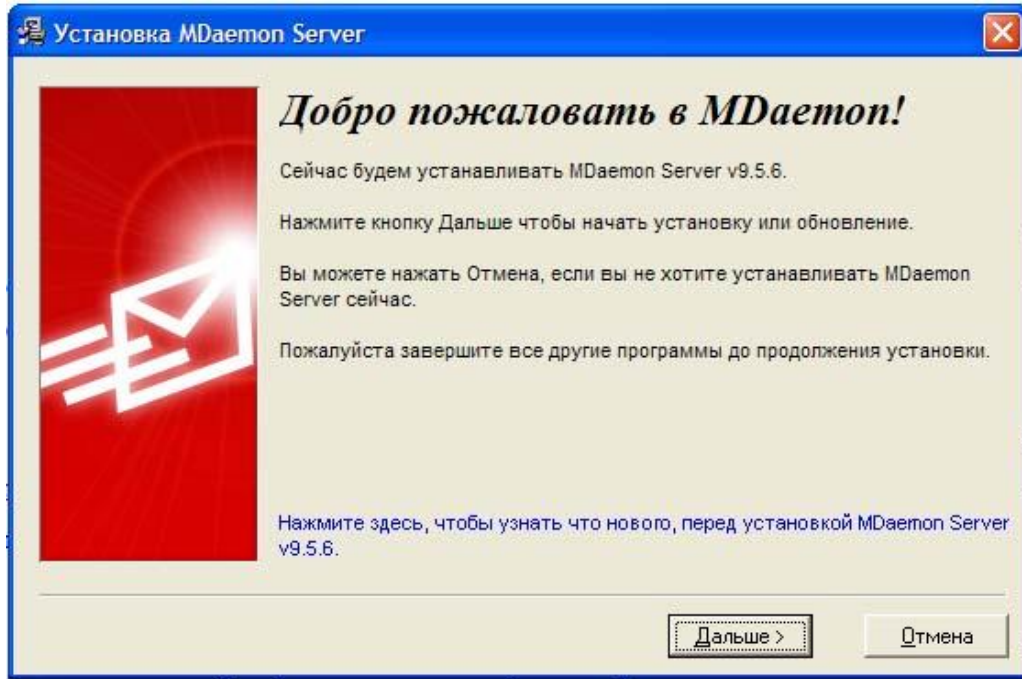 Установка MDaemon Server
Добро пожаловать в MDaemon!
Сейчас будем устанавливать MDaemon Server v9.5.6.
Нажмите кнопку Дальше чтобы начать установку или обновление.
Вы можете нажать Отмена, если вы не хотите устанавливать MDaemon
Server сейчас.
Пожалуйста завершите все другие программы до продолжения установки.
Нажмите здесь, чтобы узнать что нового, перед установкой MDaemon Server
v9.5.6.
Дальше >
Отмена